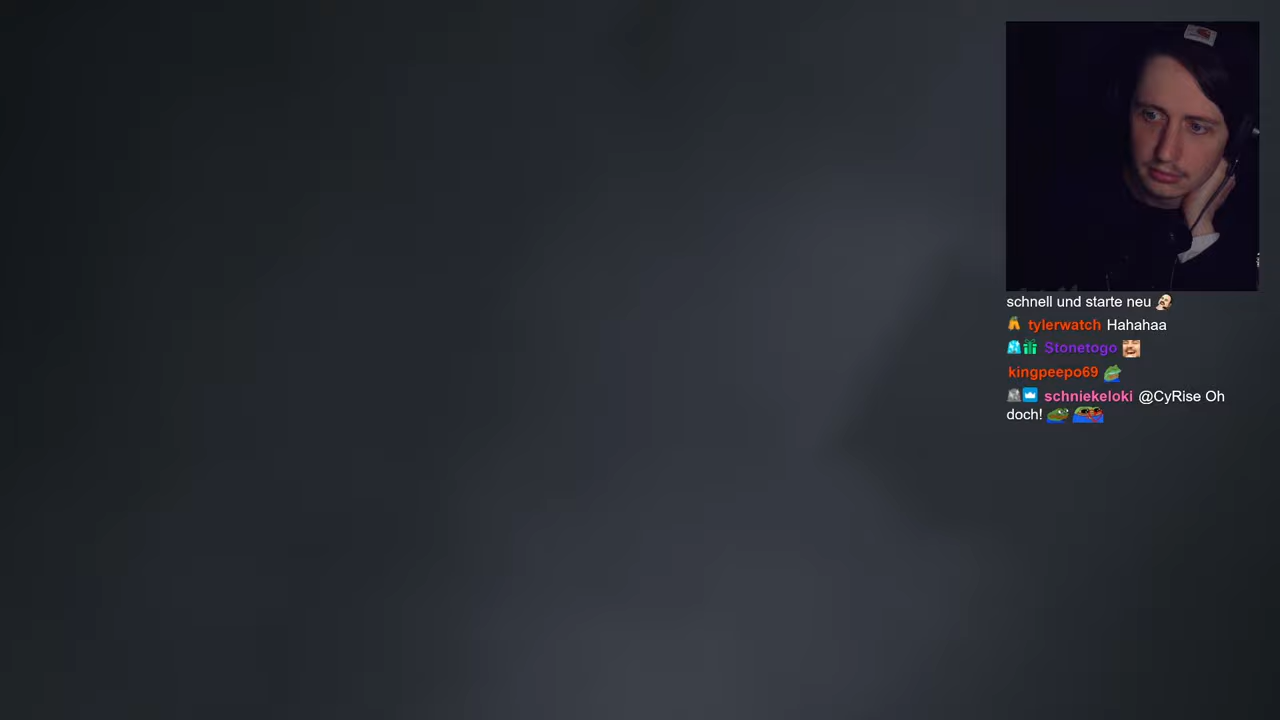 schnell und starte neu
tylerwatch Hahahaa
Stonetogo
kingpeepo69
schniekeloki @CyRise Oh
doch!